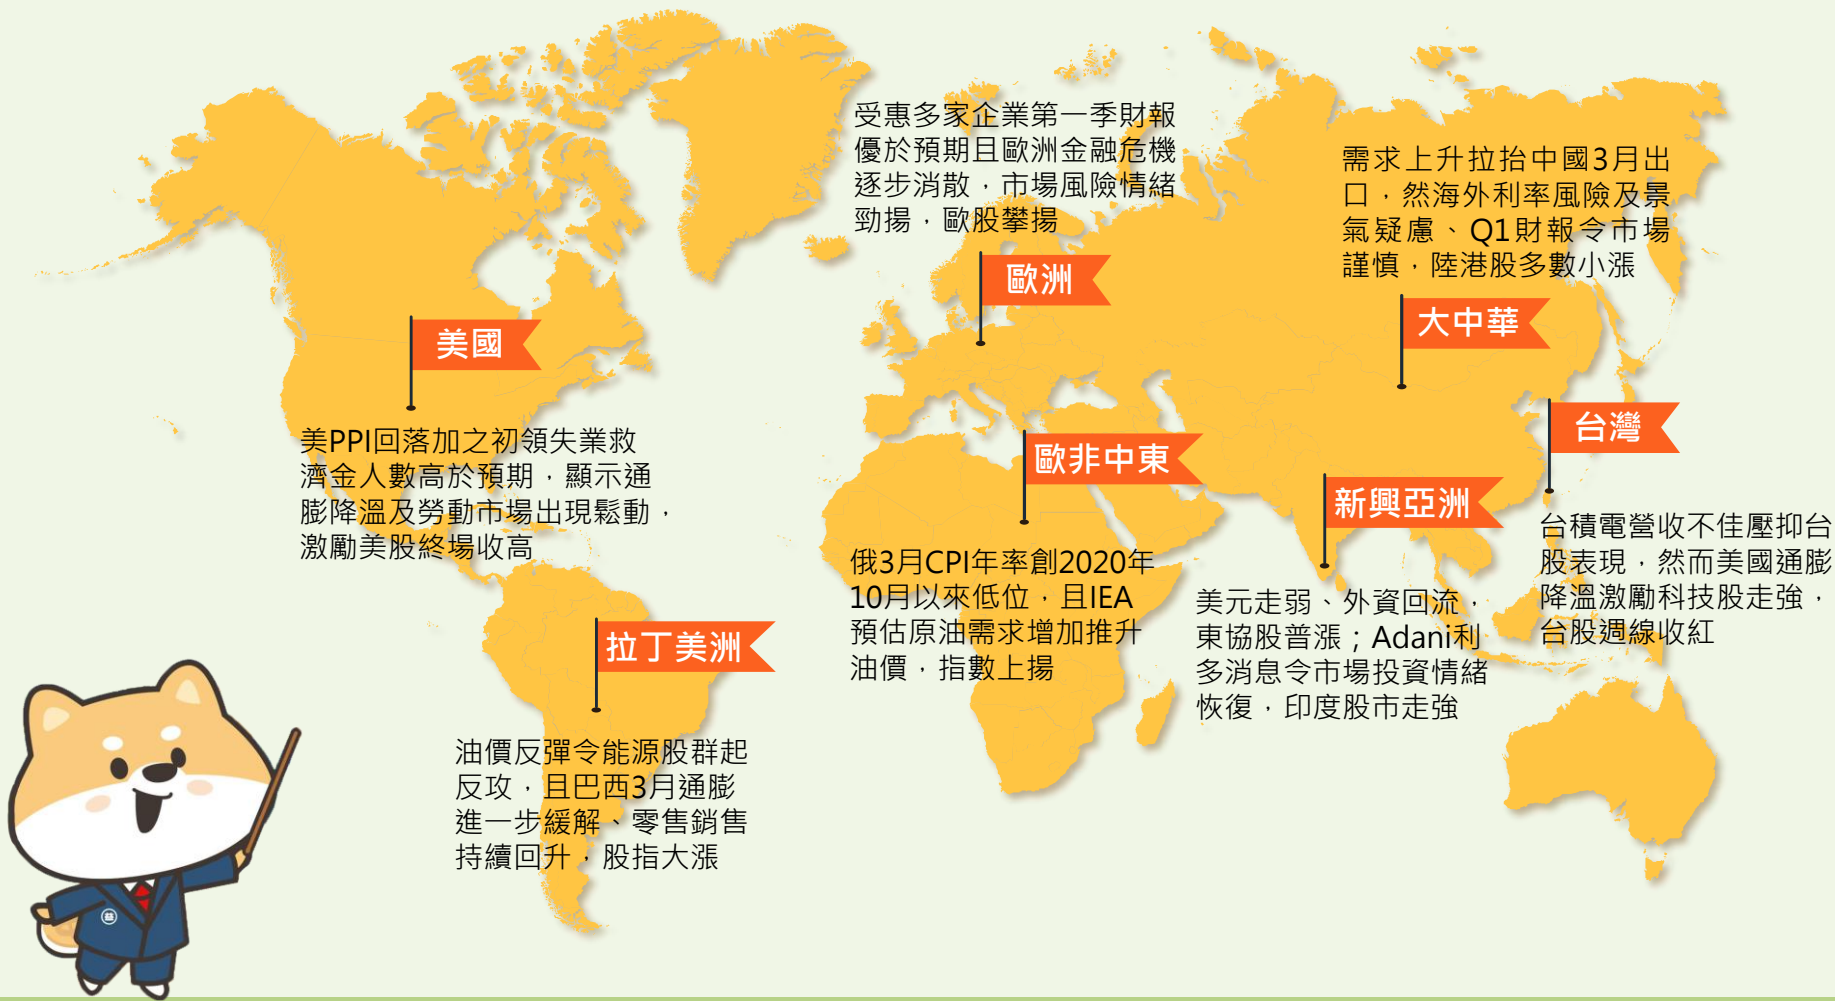 受惠多家企業第一季財報
優於預期且歐洲金融危機
逐步消散，市場風險情緒
勁揚，歐股攀揚
歐洲
需求上升拉抬中國3月出
口，然海外利率風險及景
氣疑慮、Q1財報令市場
謹慎，陸港股多數小漲
大中華
美國
美PPI回落加之初領失業救
濟金人數高於預期，顯示通
膨降溫及勞動市場出現鬆動，
激勵美股終場收高
歐非中東
俄3月CPI年率創2020年
10月以來低位，且IEA
預估原油需求增加推升
油價，指數上揚
新興亞洲
美元走弱、外資回流，
東協股普漲；Adani利
多消息令市場投資情緒
恢復，印度股市走強
台灣
台積電營收不佳壓抑台
股表現，然而美國通膨
降溫激勵科技股走強，
台股週線收紅
拉丁美洲
油價反彈令能源股群起
反攻，且巴西3月通膨
進一步緩解、零售銷售
持續回升，股指大漲